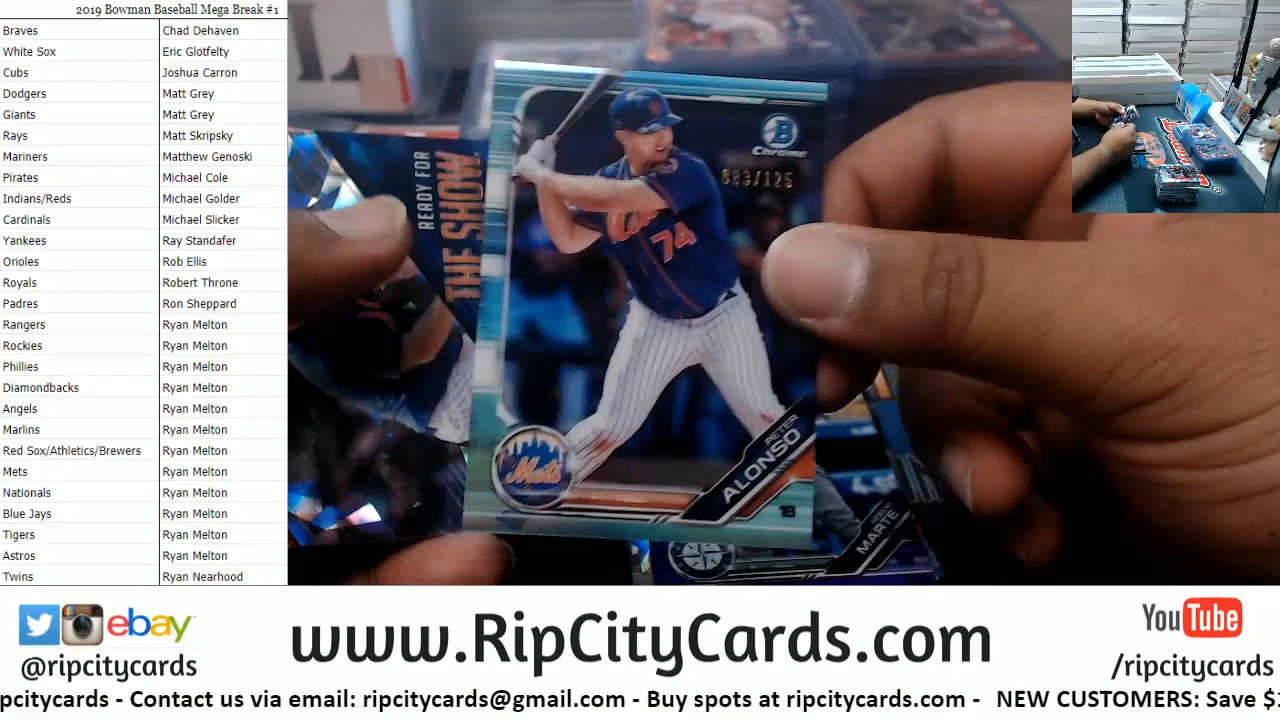 2019 Bowman Baseball Mega Break #1
Braves Chad Dehaven
White Sox Eric Glotfelty
Cubs Joshua Carron
Dodgers Matt Grey
Giants Matt Grey
Rays Matt Skripsky
Mariners Matthew Genoski
Pirates Michael Cole
Indians/Reds Michael Golder
Cardinals Michael Slicker
Yankees Ray Standafer
Orioles Rob Ellis
Royals Robert Throne
Padres Ron Sheppard
Rangers Ryan Melton
Rockies Ryan Melton
Phillies Ryan Melton
Diamondbacks Ryan Melton
Angels Ryan Melton
Marlins Ryan Melton
Red Sox/Athletics/Brewers Ryan Melton
Mets Ryan Melton
Nationals Ryan Melton
Blue Jays Ryan Melton
Tigers Ryan Melton
Astros Ryan Melton
Twins Ryan Nearhood
READY FOR
THE SHOW
B
Chrome
083/125
Mets
74
Mets
PETER
ALONSO
1B
MARTE
ebay
@ripcitycards
www.RipCityCards.com
YouTube
/ripcitycards
pcitycards - Contact us via email: ripcitycards@gmail.com - Buy spots at ripcitycards.com - NEW CUSTOMERS: Save $